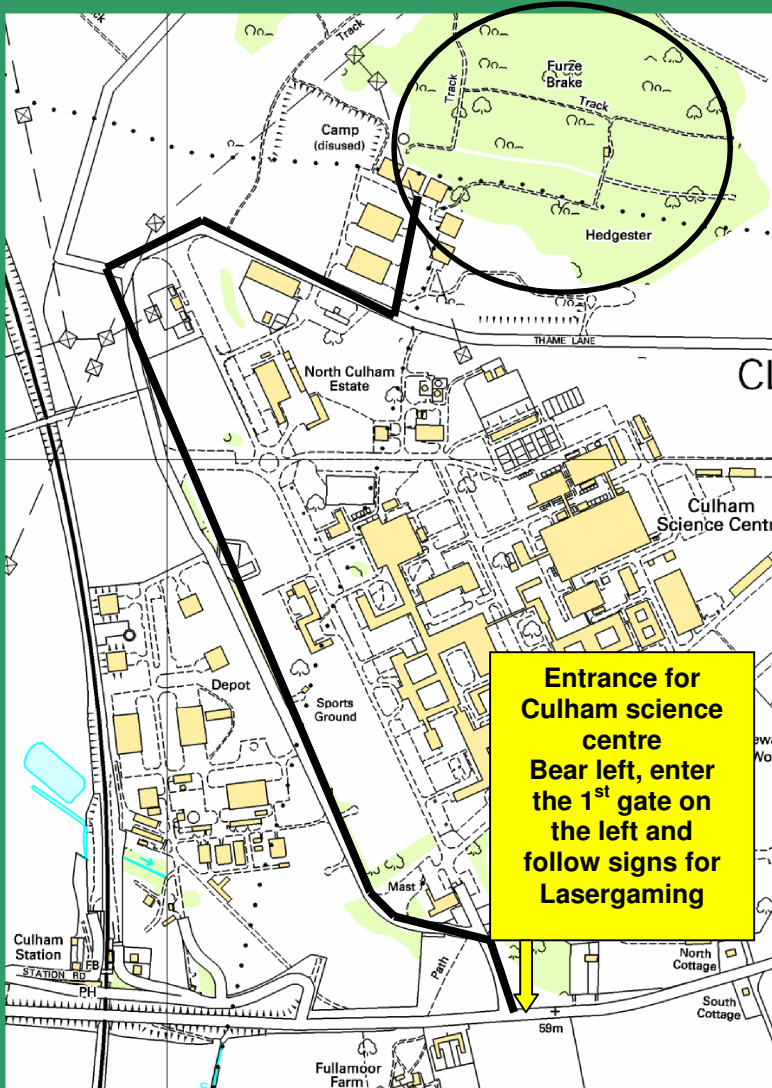 Track
Track
Furze
Brake
Track
Track
Camp
(disused)
Hedgester
THAME LANE
North Culham
Estate
Culham
Science Cent
Depot
Sports
Ground
Entrance for
Culham science
centre
Bear left, enter
the 1st gate on
the left and
follow signs for
Lasergaming
Mast
Culham
Station
FB
STATION RD
PH
Path
North
Cottage
South
Cottage
59m
Fullamoor
Farm